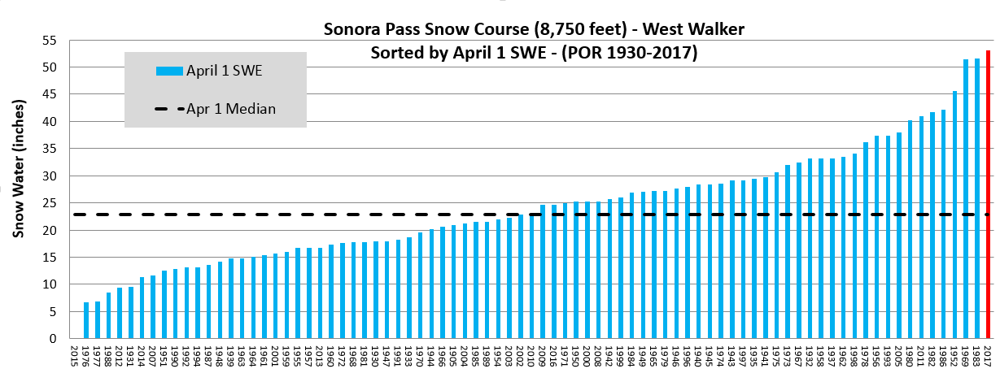 Sonora Pass Snow Course (8,750 feet) - West Walker
Sorted by April 1 SWE - (POR 1930-2017)
April 1 SWE
Apr 1 Median
Snow Water (inches)
55
50
45
40
35
30
25
20
15
10
5
0
2015 1976 1977 1988 2012 1931 2014 2007 1951 1990 1992 1994 1987 1948 1939 1963 1964 1961 2001 1959 1955 1957 2013 1960 1972 1968 1981 1930 1947 1991 1933 1970 1944 1966 1905 2004 1985 1989 1954 2003 2002 2010 2009 2016 1971 1950 2000 2008 1942 1999 1984 1949 1965 1979 1946 1996 1940 1945 1974 1943 1997 1935 1941 1975 1973 1967 1932 1958 1937 1962 1998 1978 1956 1993 2005 1980 2011 1982 1986 1952 1969 1983 2017